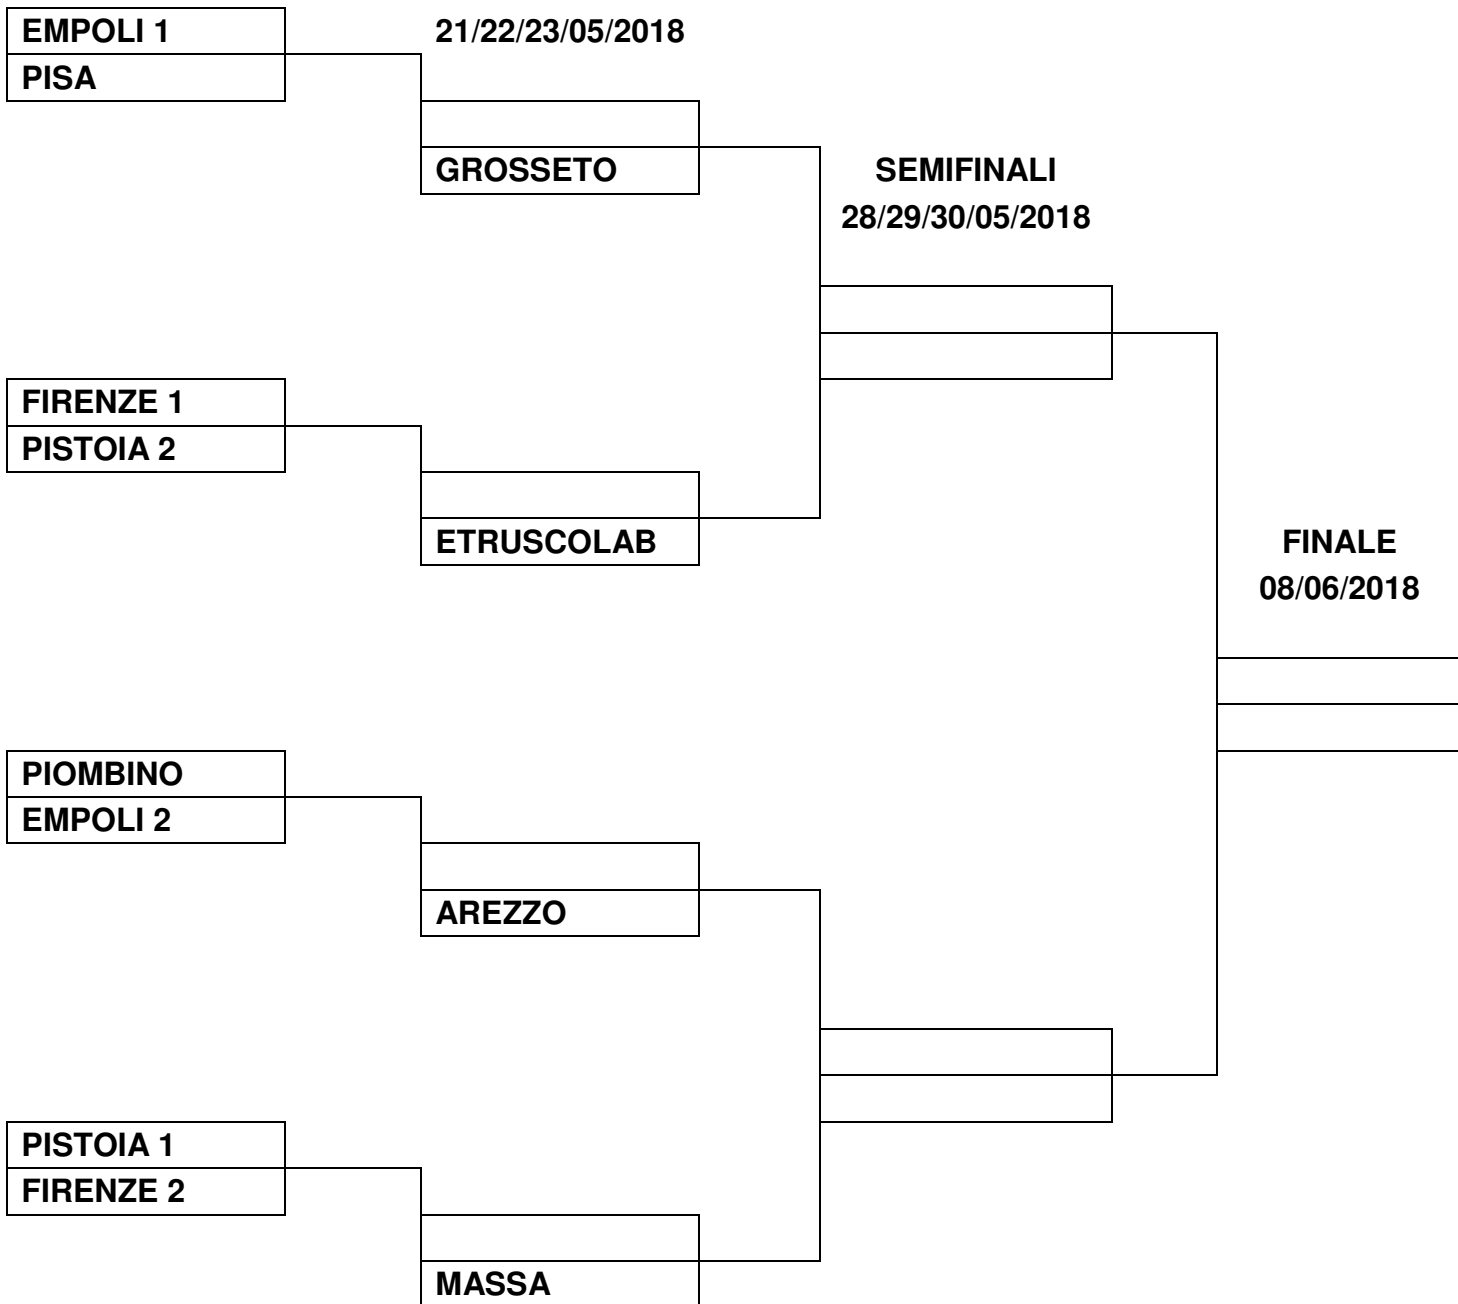 EMPOLI 1
21/22/23/05/2018
PISA
GROSSETO
SEMIFINALI
28/29/30/05/2018
FIRENZE 1
PISTOIA 2
ETRUSCOLAB
FINALE
08/06/2018
PIOMBINO
EMPOLI 2
AREZZO
PISTOIA 1
FIRENZE 2
MASSA